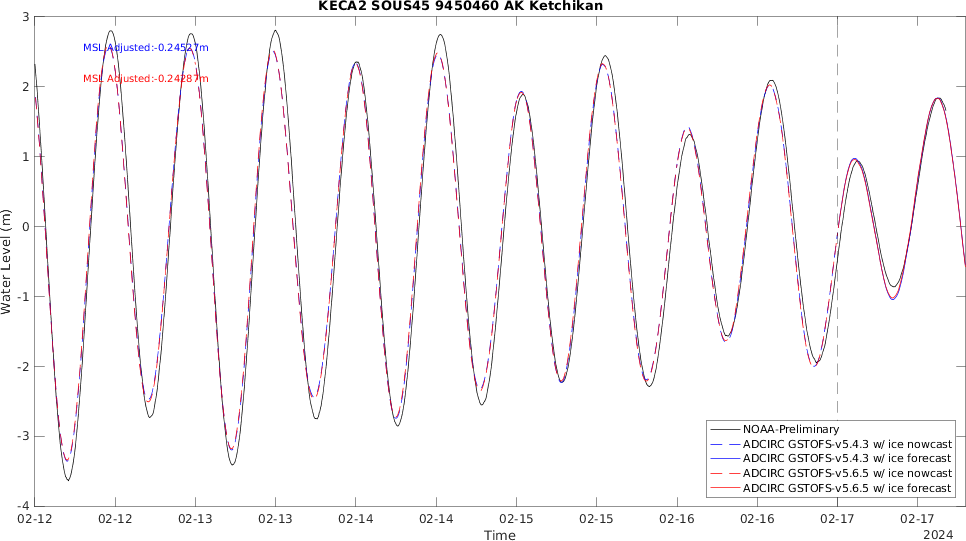 KECA2 SOUS45 9450460 AK Ketchikan
MSL Adjusted:-0.24527m
MSL Adjusted:-0.24287m
3
2
1
0
-1
-2
-3
-4
Water Level (m)
NOAA-Preliminary
ADCIRC GSTOFS-v5.4.3 w/ ice nowcast
ADCIRC GSTOFS-v5.4.3 w/ ice forecast
ADCIRC GSTOFS-v5.6.5 w/ ice nowcast
ADCIRC GSTOFS-v5.6.5 w/ ice forecast
02-12 02-12 02-13 02-13 02-14 02-14 02-15 02-15 02-16 02-16 02-17 02-17
Time
2024